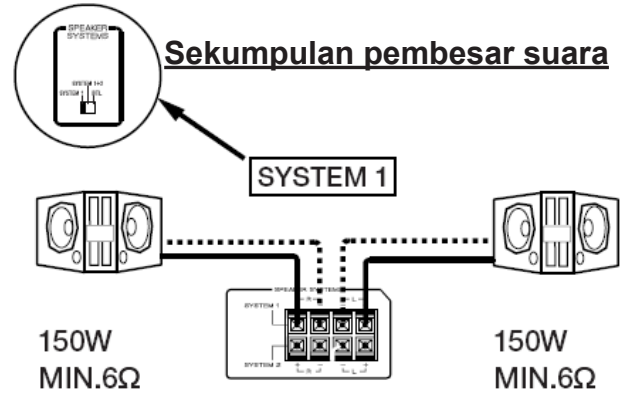 SPEAKER
SYSTEMS
SYSTEM 1+2
SYSTEM 1
Sekumpulan pembesar suara
SYSTEM 1
SPEAKER SYSTEMS
R L
SYSTEM 1
SYSTEM 2
+ R - - L +
150W
MIN.6Ω
150W
MIN.6Ω